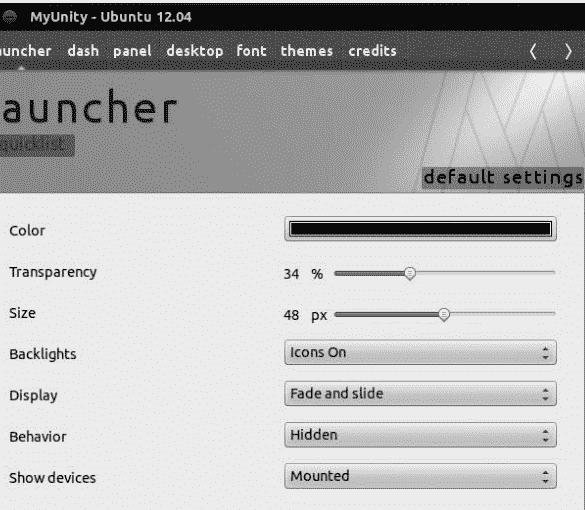 MyUnity - Ubuntu 12.04
auncher dash panel desktop font themes credits
auncher
quicklist
default settings
Color
Transparency 34 %
Size 48 px
Backlights Icons On
Display Fade and slide
Behavior Hidden
Show devices Mounted